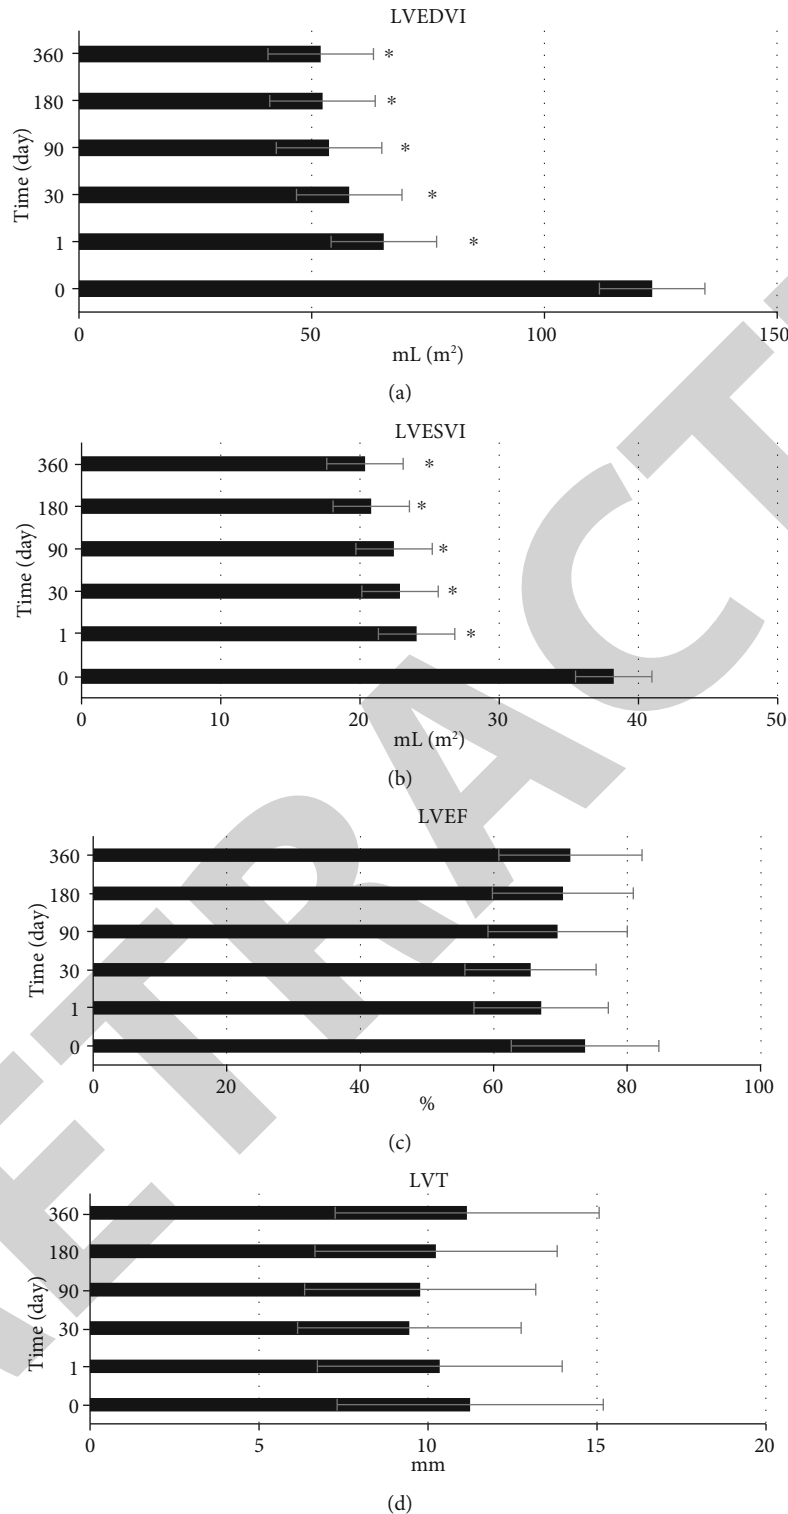 LVEDVI
Time (day)
360 *
180 *
90 *
30 *
1 *
0
0 50 100 150
mL (m²)
(a)
LVESVI
Time (day)
360 *
180 *
90 *
30 *
1 *
0
0 10 20 30 40 50
mL (m²)
(b)
LVEF
Time (day)
360
180
90
30
1
0
0 20 40 60 80 100
%
(c)
LVT
Time (day)
360
180
90
30
1
0
0 5 10 15 20
mm
(d)
ETRACT